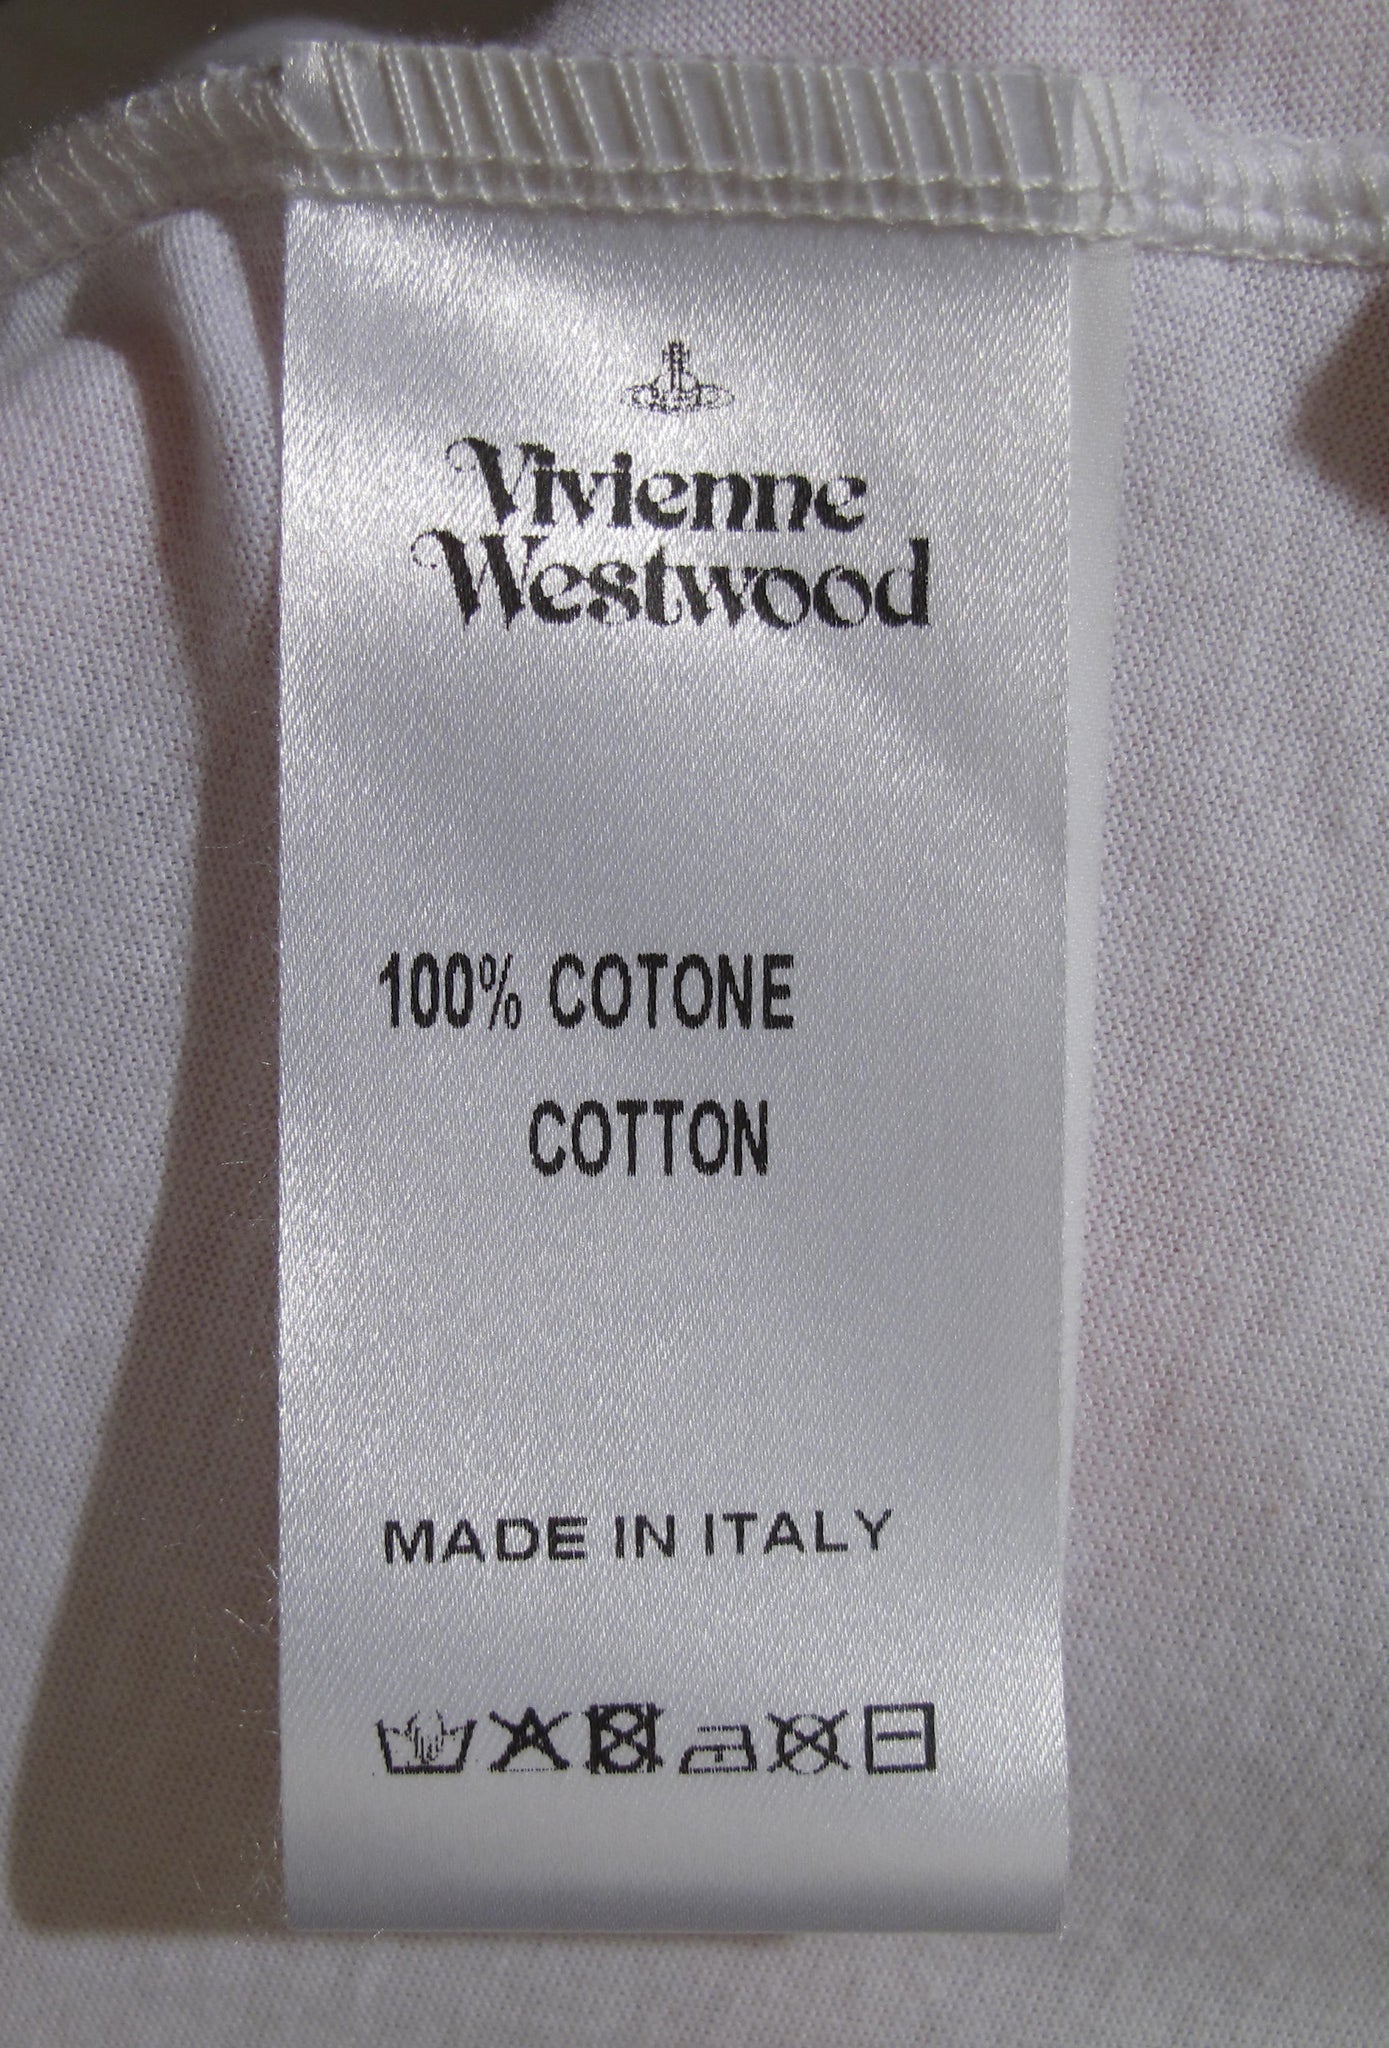 Vivienne
Westwood
100% COTONE
COTTON
MADE IN ITALY